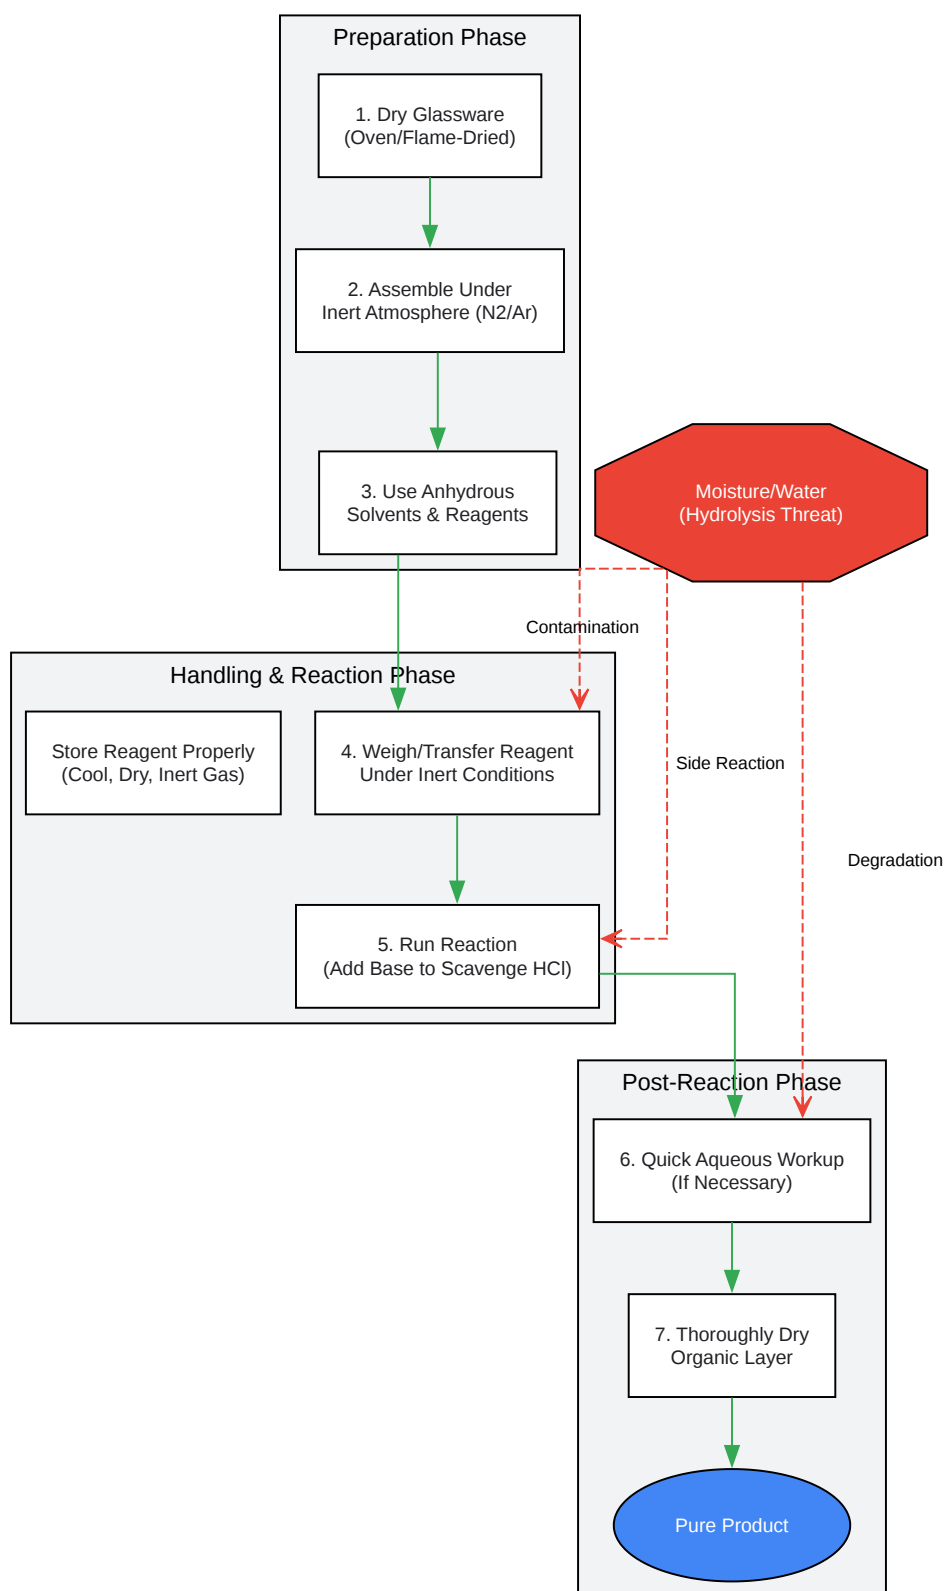 Preparation Phase
1. Dry Glassware
(Oven/Flame-Dried)
2. Assemble Under
Inert Atmosphere (N2/Ar)
3. Use Anhydrous
Solvents & Reagents
Moisture/Water
(Hydrolysis Threat)
Contamination
Handling & Reaction Phase
Store Reagent Properly
(Cool, Dry, Inert Gas)
4. Weigh/Transfer Reagent
Under Inert Conditions
Side Reaction
Degradation
5. Run Reaction
(Add Base to Scavenge HCl)
Post-Reaction Phase
6. Quick Aqueous Workup
(If Necessary)
7. Thoroughly Dry
Organic Layer
Pure Product